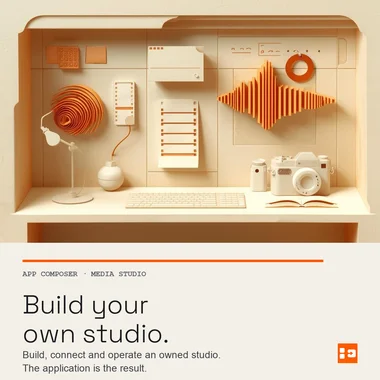 APP COMPOSER · MEDIA STUDIO
Build your
own studio.
Build, connect and operate an owned studio.
The application is the result.